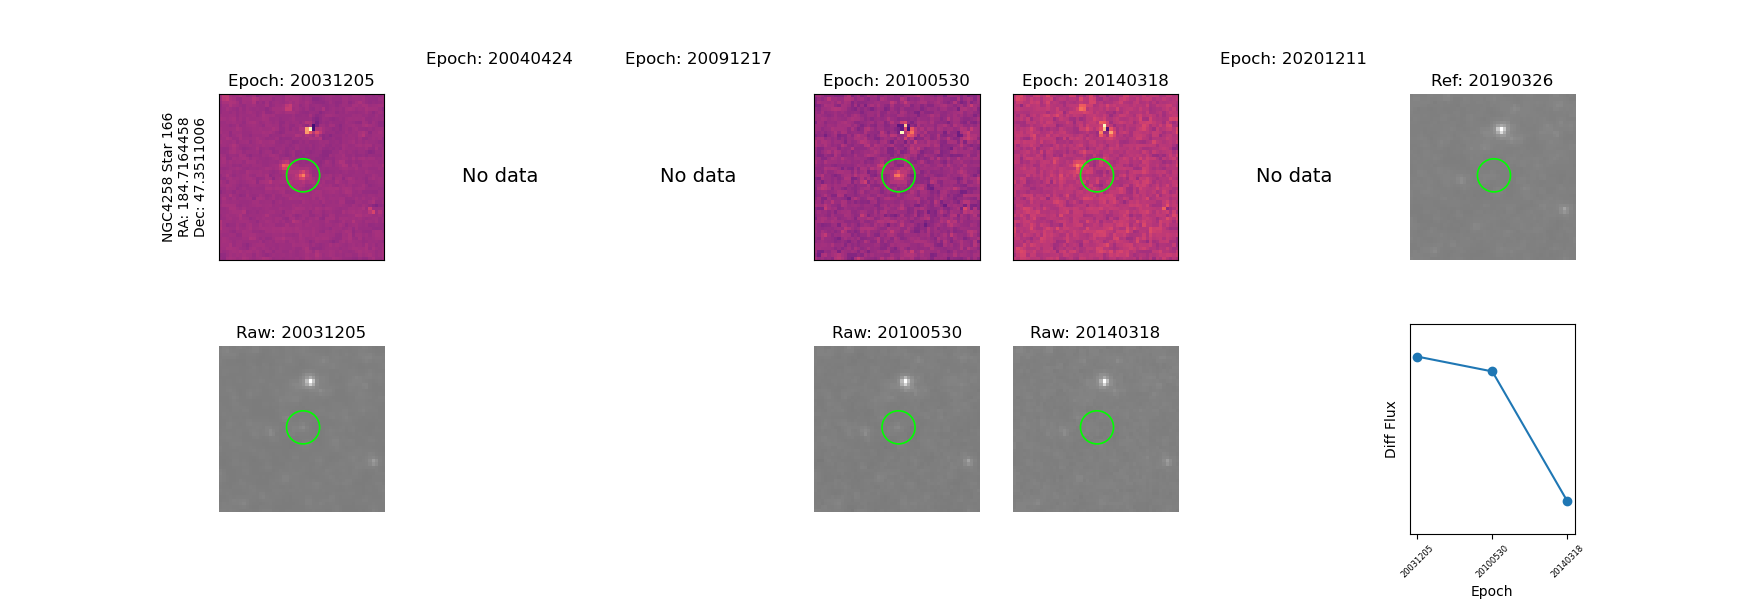 Epoch: 20040424
Epoch: 20091217
Epoch: 20201211
Epoch: 20031205
Epoch: 20100530
Epoch: 20140318
Ref: 20190326
NGC4258 Star 166
RA: 184.7164458
Dec: 47.3511006
No data
No data
No data
Raw: 20031205
Raw: 20100530
Raw: 20140318
Diff Flux
20031205
20100530
20140318
Epoch